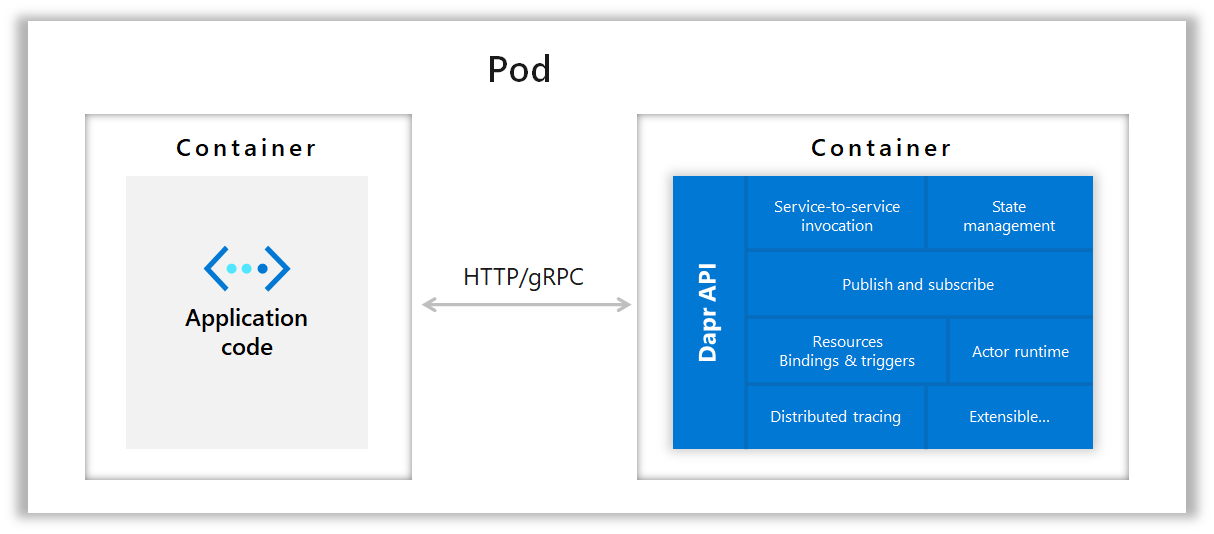 Pod
Container
Application
code
HTTP/gRPC
Container
Dapr API
Service-to-service
invocation
State
management
Publish and subscribe
Resources
Bindings & triggers
Actor runtime
Distributed tracing
Extensible...